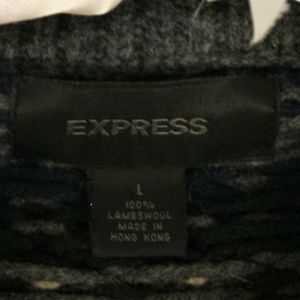 EXPRESS
L
100%
LAMBSWOOL
MADE IN
HONG KONG